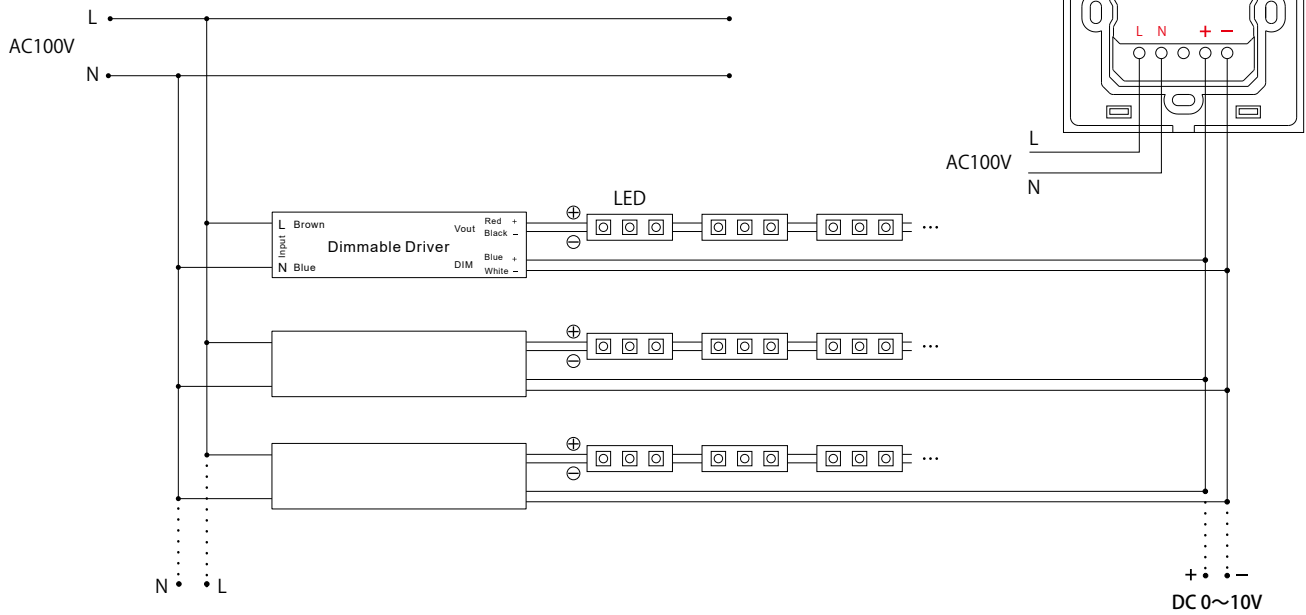 L
AC100V
N
L N + −
L
AC100V
N
LED
L Brown
Input
N Blue
Dimmable Driver
Vout
Red +
Black −
DIM
Blue +
White −
⊕
⊖
...
⊕
⊖
...
⊕
⊖
...
N L
+ −
DC 0～10V